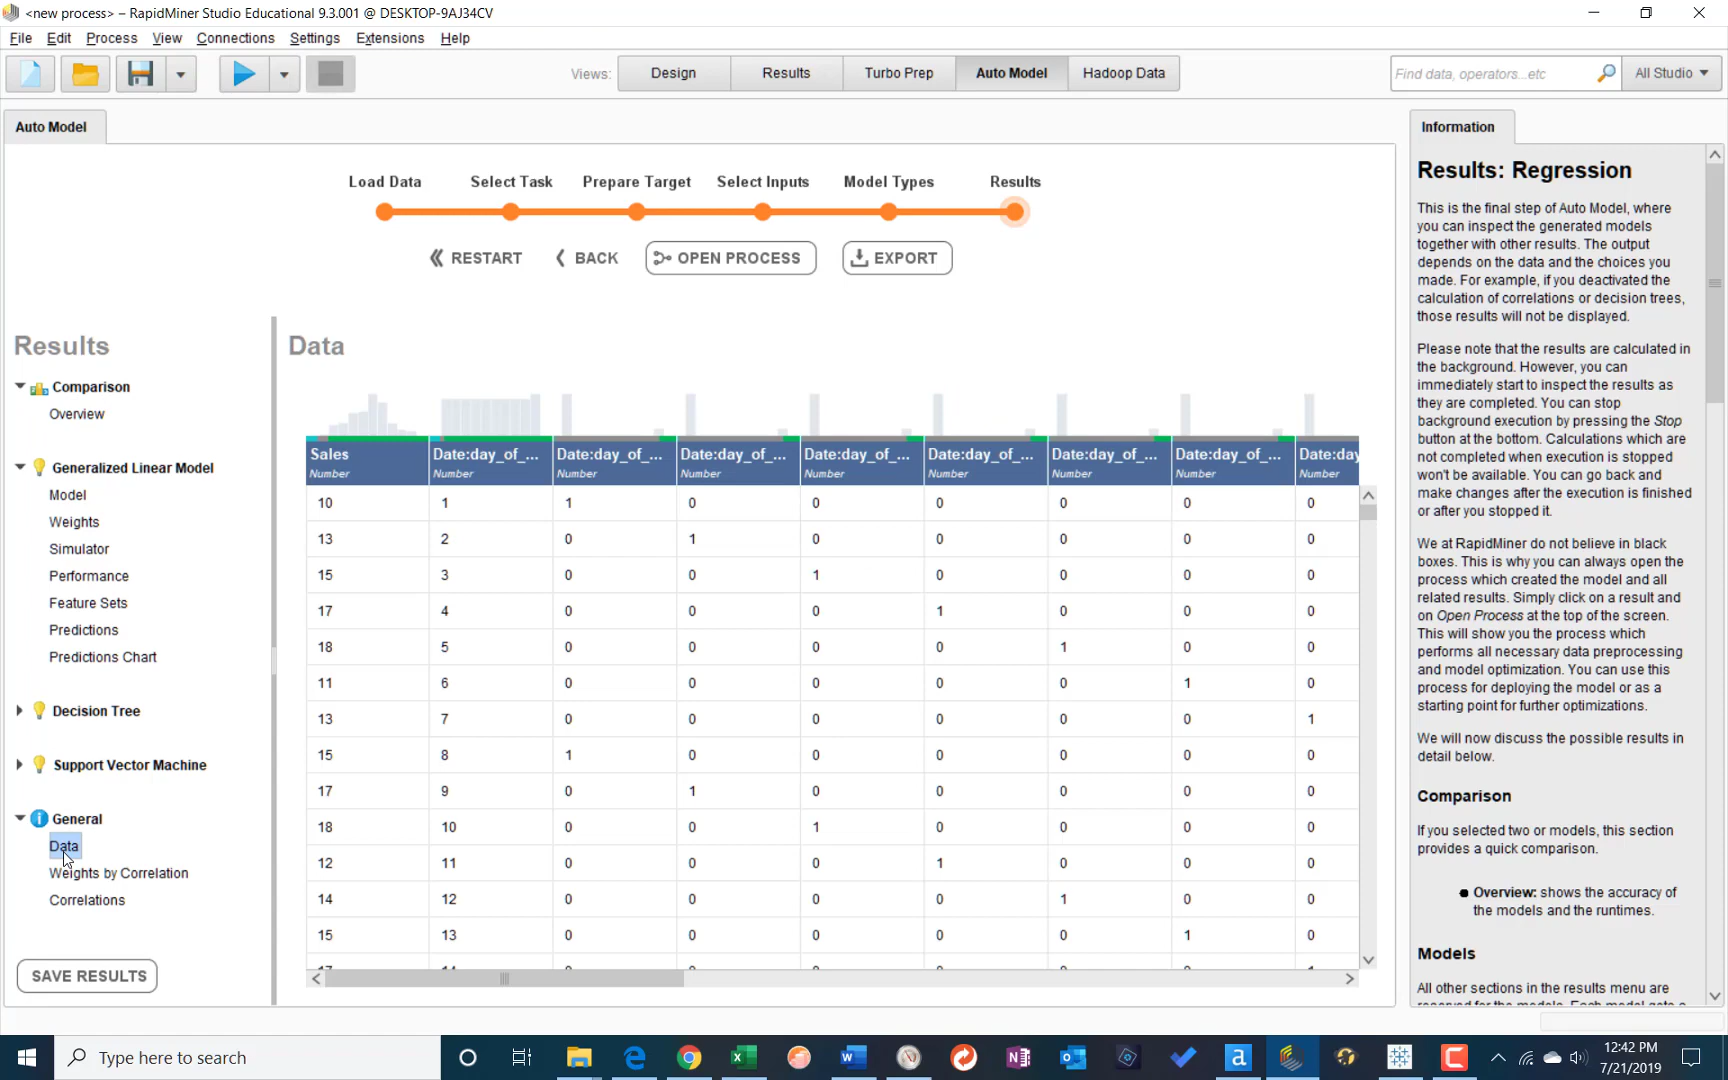 <new process> – RapidMiner Studio Educational 9.3.001 @ DESKTOP-9AJ34CV
File Edit Process View Connections Settings Extensions Help
Views: Design Results Turbo Prep Auto Model Hadoop Data
Find data, operators...etc All Studio
Auto Model
Load Data Select Task Prepare Target Select Inputs Model Types Results
RESTART BACK OPEN PROCESS EXPORT
Results
Comparison
Overview
Generalized Linear Model
Model
Weights
Simulator
Performance
Feature Sets
Predictions
Predictions Chart
Decision Tree
Support Vector Machine
General
Data
Weights by Correlation
Correlations
SAVE RESULTS
Data
Sales Date:day_of_... Date:day_of_... Date:day_of_... Date:day_of_... Date:day_of_... Date:day_of_... Date:day_of_... Date:day
Number Number Number Number Number Number Number Number Number
10 1 1 0 0 0 0 0 0
13 2 0 1 0 0 0 0 0
15 3 0 0 1 0 0 0 0
17 4 0 0 0 1 0 0 0
18 5 0 0 0 0 1 0 0
11 6 0 0 0 0 0 1 0
13 7 0 0 0 0 0 0 1
15 8 1 0 0 0 0 0 0
17 9 0 1 0 0 0 0 0
18 10 0 0 1 0 0 0 0
12 11 0 0 0 1 0 0 0
14 12 0 0 0 0 1 0 0
15 13 0 0 0 0 0 1 0
Information
Results: Regression
This is the final step of Auto Model, where
you can inspect the generated models
together with other results. The output
depends on the data and the choices you
made. For example, if you deactivated the
calculation of correlations or decision trees,
those results will not be displayed.
Please note that the results are calculated in
the background. However, you can
immediately start to inspect the results as
they are completed. You can stop
background execution by pressing the Stop
button at the bottom. Calculations which are
not completed when execution is stopped
won't be available. You can go back and
make changes after the execution is finished
or after you stopped it.
We at RapidMiner do not believe in black
boxes. This is why you can always open the
process which created the model and all
related results. Simply click on a result and
on Open Process at the top of the screen.
This will show you the process which
performs all necessary data preprocessing
and model optimization. You can use this
process for deploying the model or as a
starting point for further optimizations.
We will now discuss the possible results in
detail below.
Comparison
If you selected two or models, this section
provides a quick comparison.
Overview: shows the accuracy of
the models and the runtimes.
Models
All other sections in the results menu are
Type here to search
12:42 PM
7/21/2019